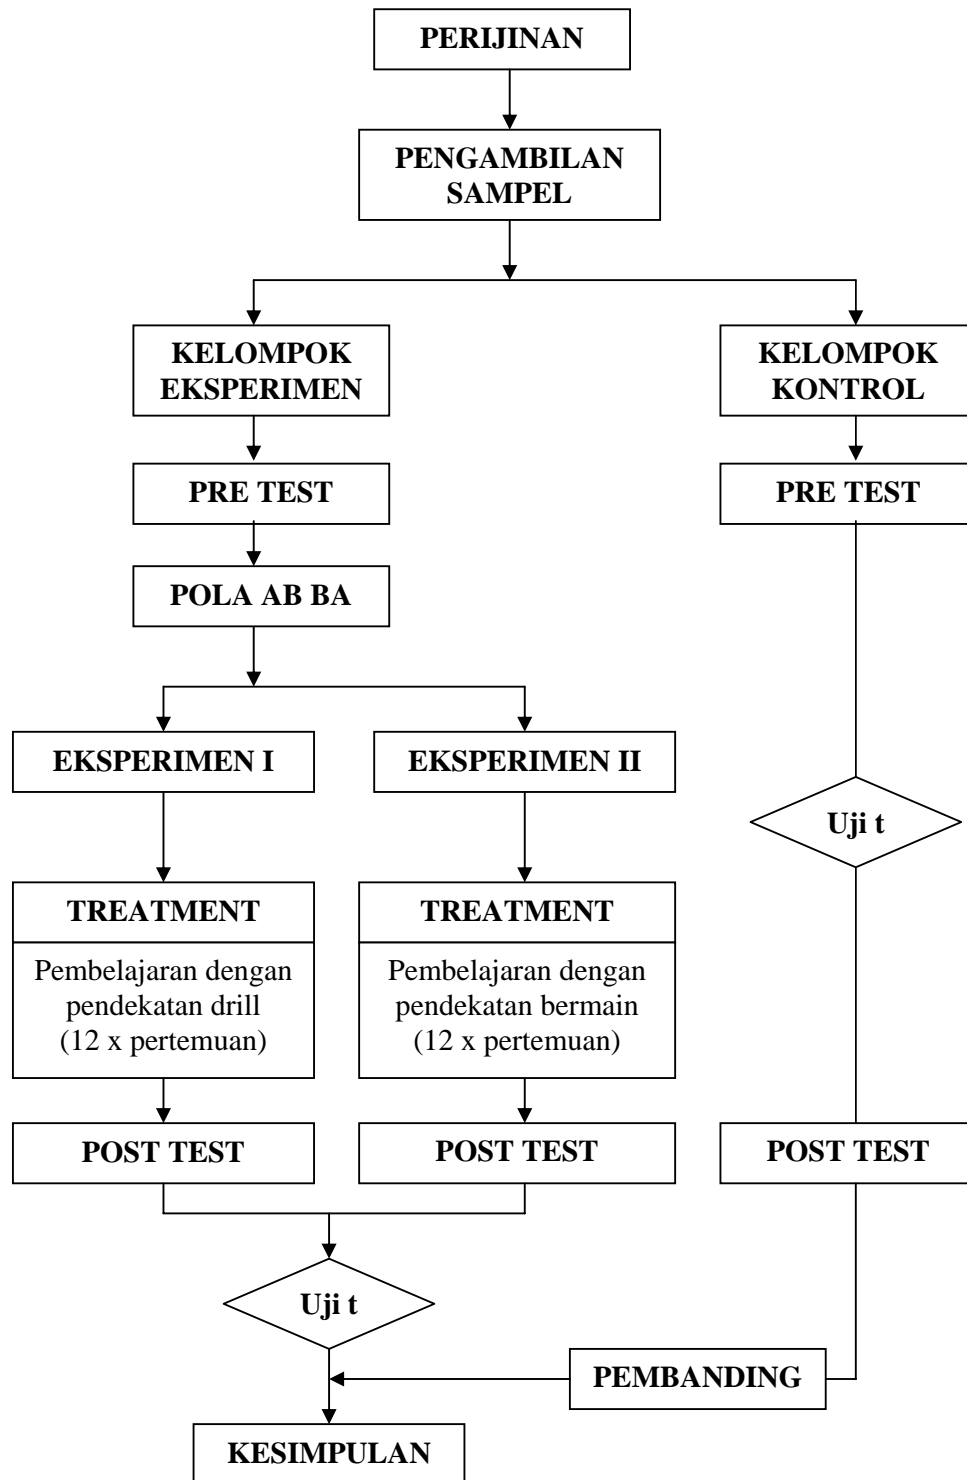 PERIJINAN
PENGAMBILAN
SAMPEL
KELOMPOK
EKSPERIMEN
KELOMPOK
KONTROL
PRE TEST
PRE TEST
POLA AB BA
EKSPERIMEN I
EKSPERIMEN II
Uji t
TREATMENT
Pembelajaran dengan
pendekatan drill
(12 x pertemuan)
TREATMENT
Pembelajaran dengan
pendekatan bermain
(12 x pertemuan)
POST TEST
POST TEST
POST TEST
Uji t
PEMBANDING
KESIMPULAN